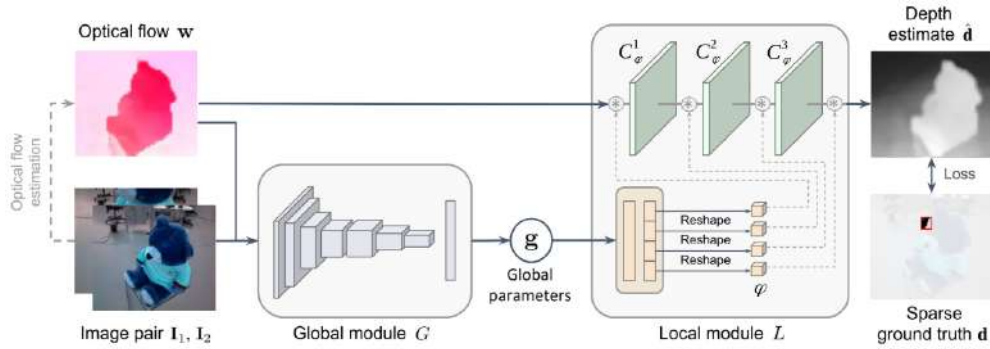 Optical flow w
Optical flow
estimation
Image pair I₁, I₂
Global module G
g
Global
parameters
C¹φ
C²φ
C³φ
Reshape
Reshape
Reshape
φ
Local module L
Depth
estimate d̂
Loss
Sparse
ground truth d